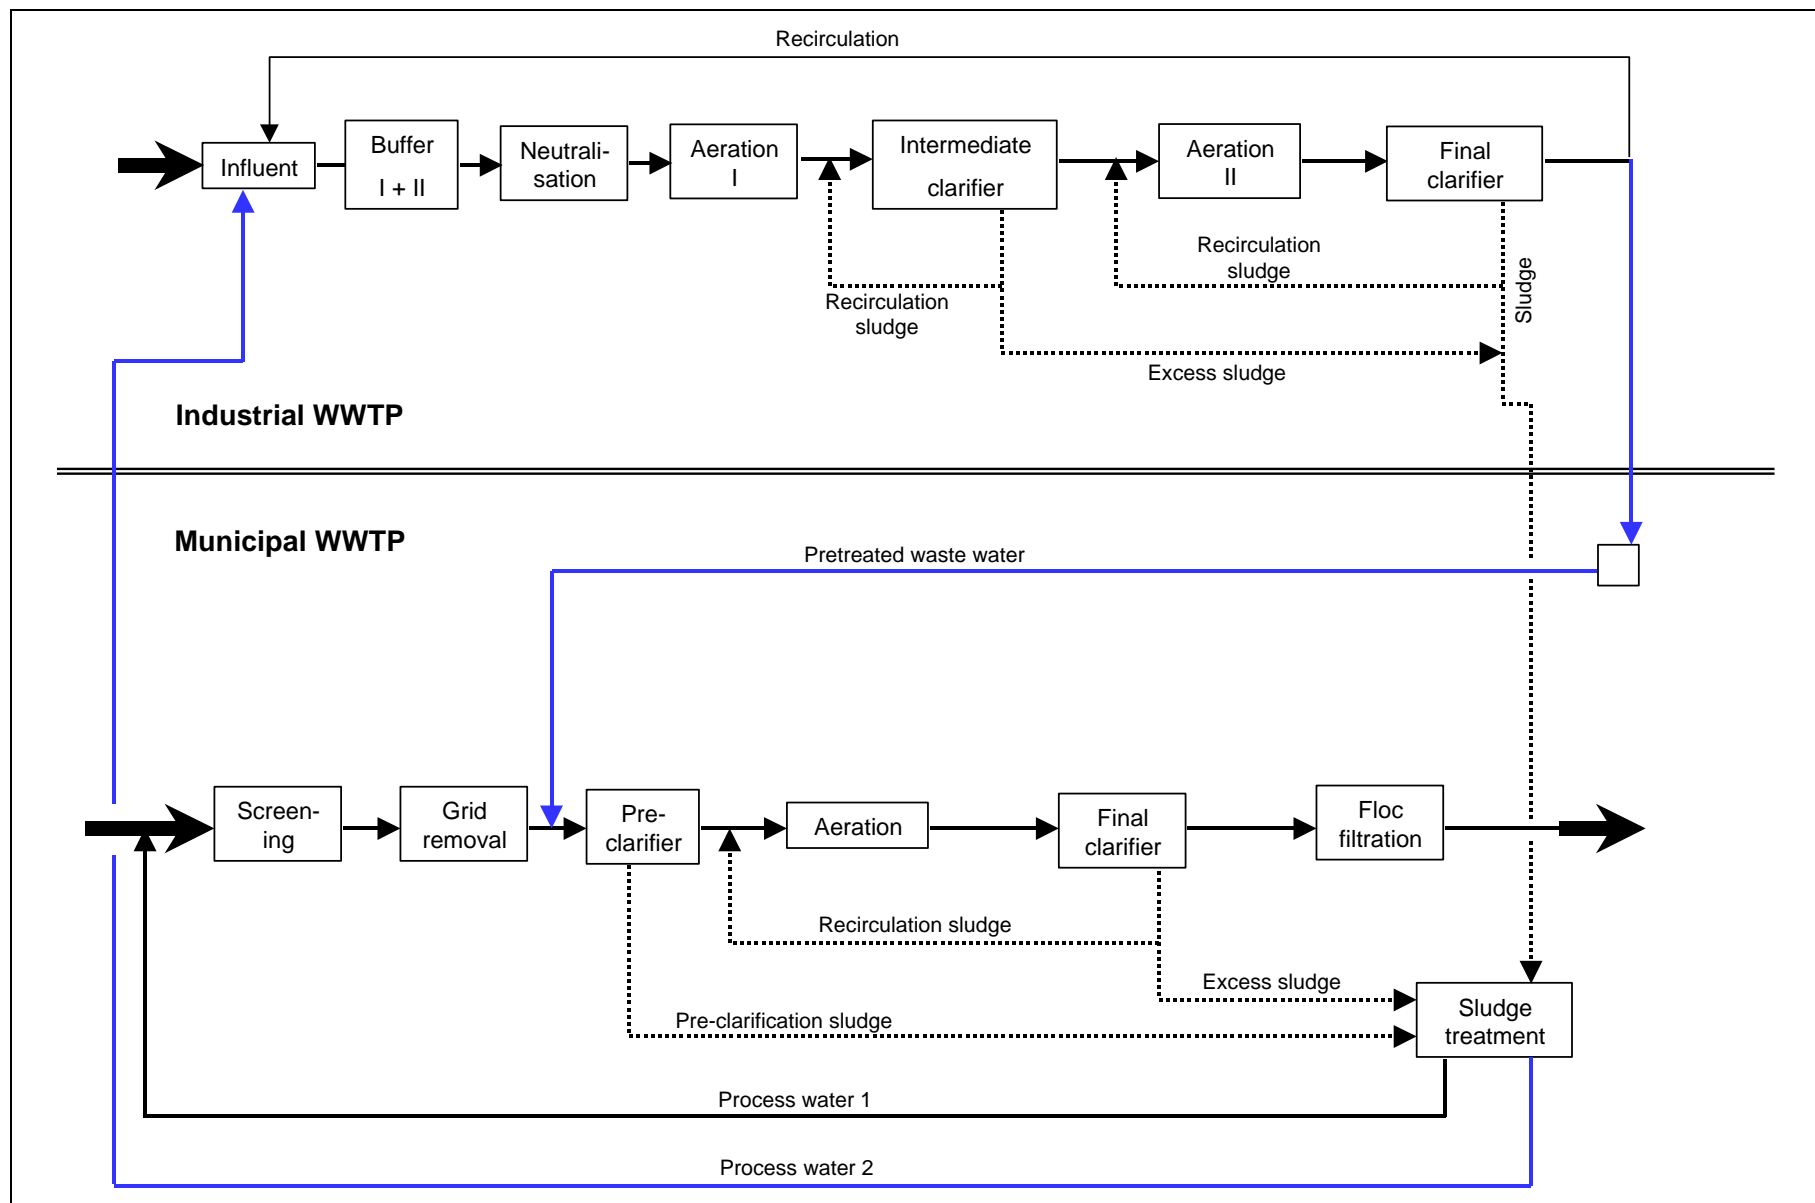 Recirculation
Influent
Buffer
I + II
Neutrali-
sation
Aeration
I
Intermediate
clarifier
Aeration
II
Final
clarifier
Recirculation
sludge
Recirculation
sludge
Sludge
Excess sludge
Industrial WWTP
Municipal WWTP
Pretreated waste water
Screen-
ing
Grid
removal
Pre-
clarifier
Aeration
Final
clarifier
Floc
filtration
Recirculation sludge
Excess sludge
Pre-clarification sludge
Sludge
treatment
Process water 1
Process water 2